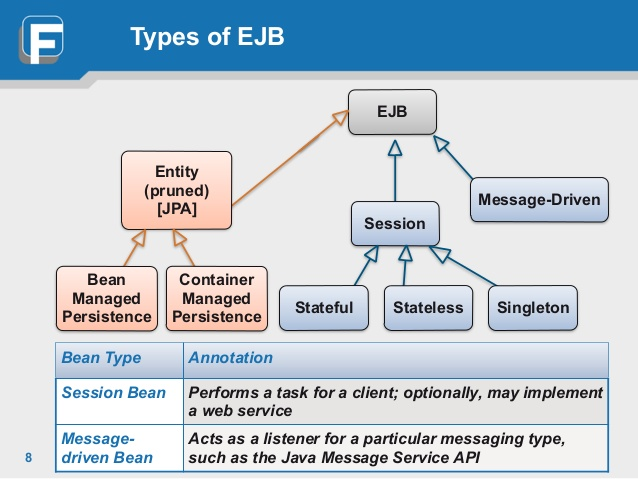 F
Types of EJB
EJB
Entity
(pruned)
[JPA]
Message-Driven
Session
Bean
Managed
Persistence
Container
Managed
Persistence
Stateful
Stateless
Singleton
Bean Type
Annotation
Session Bean
Performs a task for a client; optionally, may implement
a web service
Message-
driven Bean
Acts as a listener for a particular messaging type,
such as the Java Message Service API
8